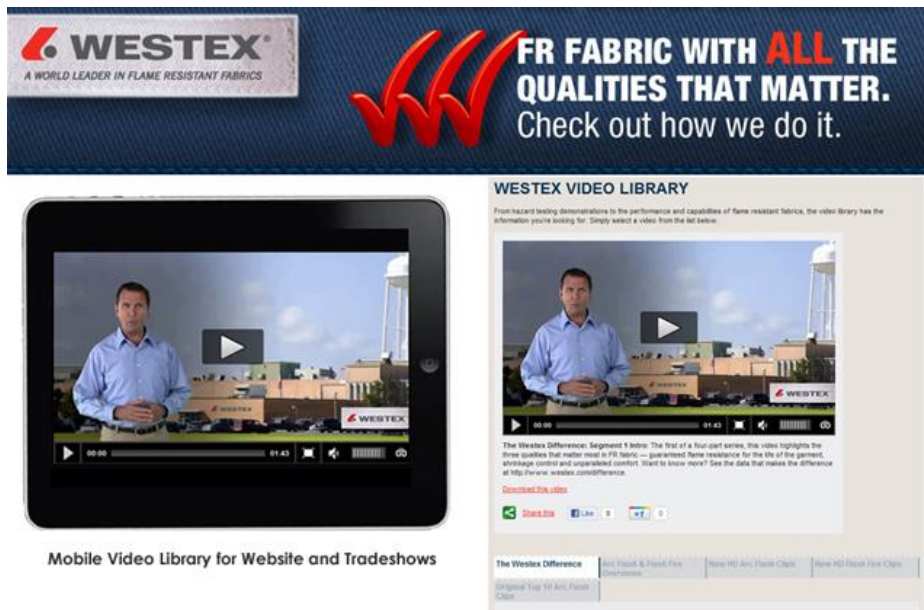 WESTEX®
A WORLD LEADER IN FLAME RESISTANT FABRICS
FR FABRIC WITH ALL THE
QUALITIES THAT MATTER.
Check out how we do it.
WESTEX
WESTEX
00:00
01:43
Mobile Video Library for Website and Tradeshows
WESTEX VIDEO LIBRARY
From hazard testing demonstrations to the performance and capabilities of flame resistant fabrics, the video library has the
information you're looking for. Simply select a video from the list below.
WESTEX
WESTEX
00:00
01:43
The Westex Difference: Segment 1 Intro: The first of a four-part series, this video highlights the
three qualities that matter most in FR fabric — guaranteed flame resistance for the life of the garment,
shrinkage control and unparalleled comfort. Want to know more? See the data that makes the difference
at http://www.westex.com/difference.
Download this video
Share this
Like
8
+1
0
The Westex Difference
Arc Flash & Flash Fire
Overviews
New HD Arc Flash Clips
New HD Flash Fire Clips
Original Top 10 Arc Flash
Clips